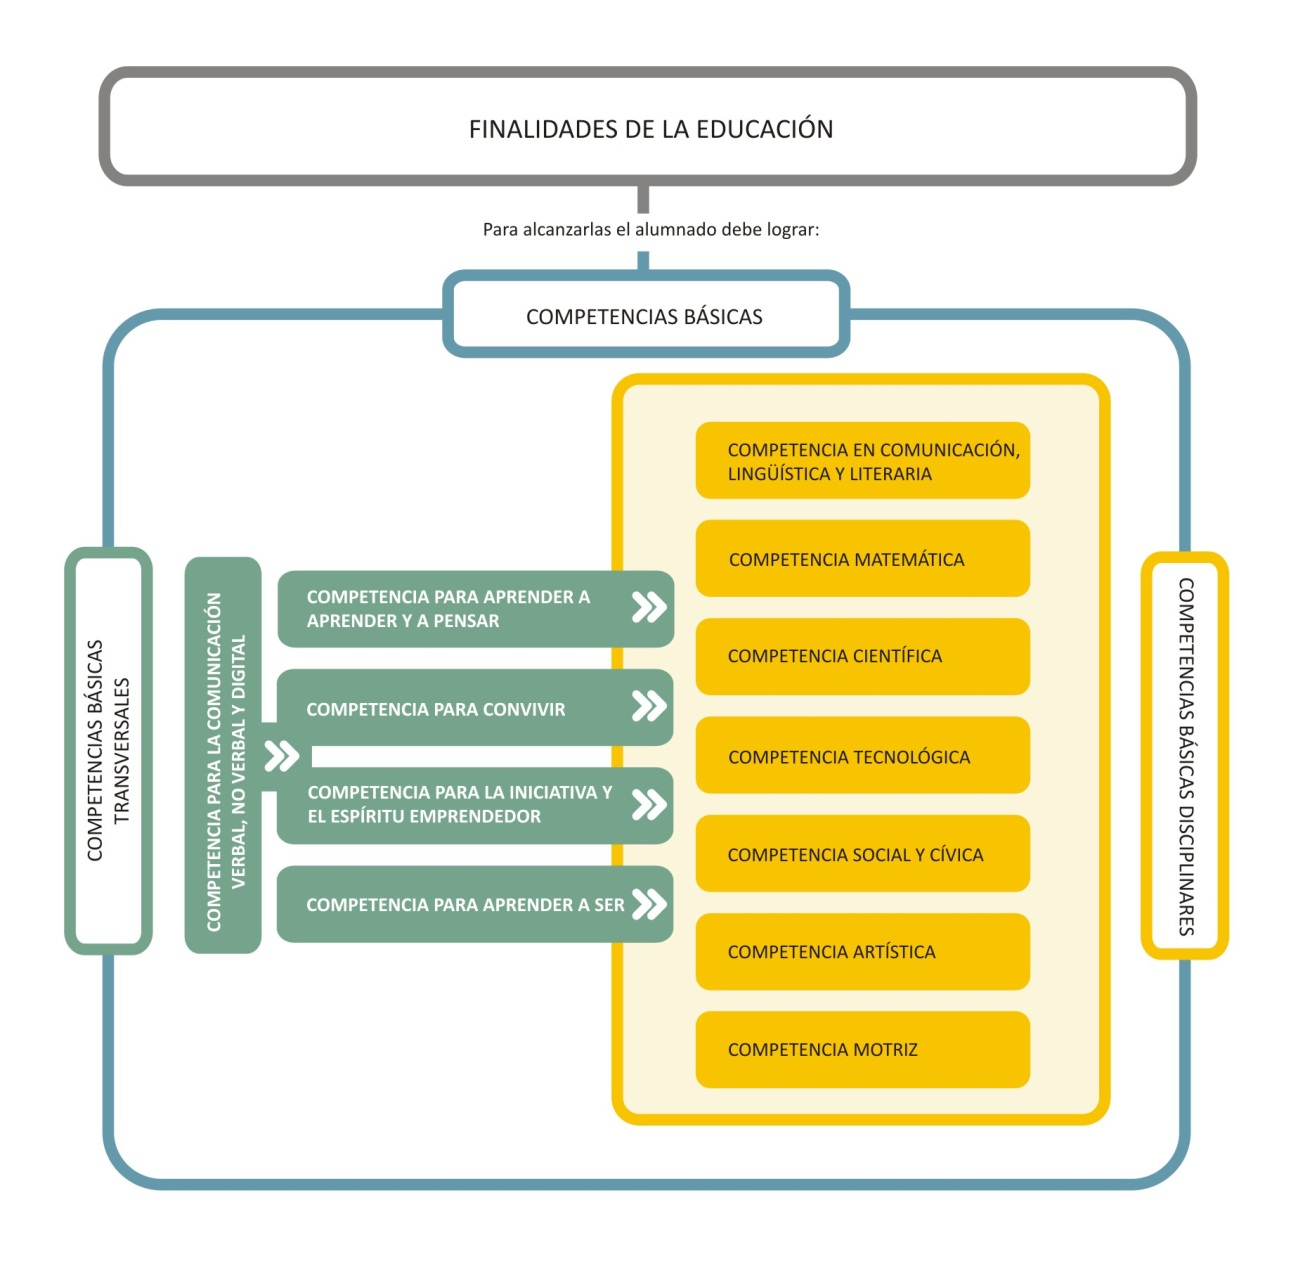 FINALIDADES DE LA EDUCACIÓN
Para alcanzarlas el alumnado debe lograr:
COMPETENCIAS BÁSICAS
COMPETENCIAS BÁSICAS
TRANSVERSALES
COMPETENCIA PARA LA COMUNICACIÓN
VERBAL, NO VERBAL Y DIGITAL
COMPETENCIA PARA APRENDER A
APRENDER Y A PENSAR
COMPETENCIA PARA CONVIVIR
COMPETENCIA PARA LA INICIATIVA Y
EL ESPÍRITU EMPRENDEDOR
COMPETENCIA PARA APRENDER A SER
COMPETENCIA EN COMUNICACIÓN,
LINGÜÍSTICA Y LITERARIA
COMPETENCIA MATEMÁTICA
COMPETENCIA CIENTÍFICA
COMPETENCIA TECNOLÓGICA
COMPETENCIA SOCIAL Y CÍVICA
COMPETENCIA ARTÍSTICA
COMPETENCIA MOTRIZ
COMPETENCIAS BÁSICAS DISCIPLINARES